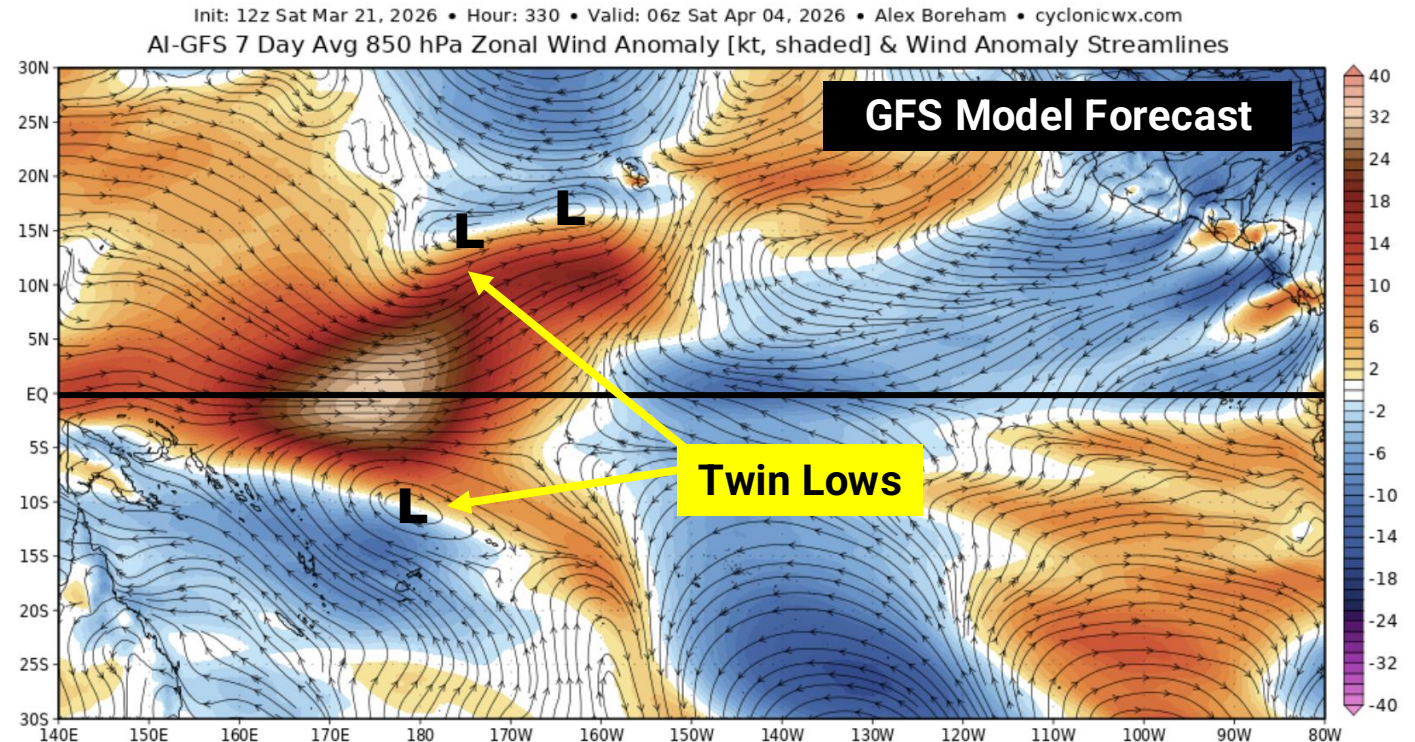 Init: 12z Sat Mar 21, 2026 • Hour: 330 • Valid: 06z Sat Apr 04, 2026 • Alex Boreham • cyclonicwx.com
AI-GFS 7 Day Avg 850 hPa Zonal Wind Anomaly [kt, shaded] & Wind Anomaly Streamlines
GFS Model Forecast
30N
25N
20N
15N
10N
5N
EQ
5S
10S
15S
20S
25S
30S
L
L
L
Twin Lows
140E 150E 160E 170E 180 170W 160W 150W 140W 130W 120W 110W 100W 90W 80W
40
32
24
18
14
10
6
2
-2
-6
-10
-14
-18
-24
-32
-40